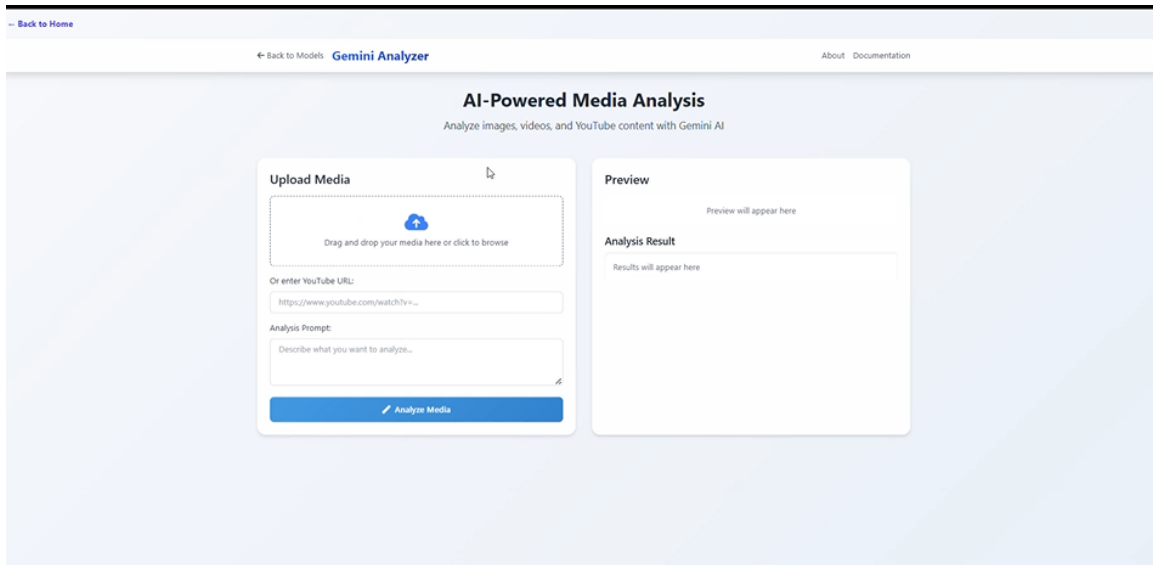 ← Back to Home
← Back to Models Gemini Analyzer About Documentation
AI-Powered Media Analysis
Analyze images, videos, and YouTube content with Gemini AI
Upload Media
Drag and drop your media here or click to browse
Or enter YouTube URL:
https://www.youtube.com/watch?v=...
Analysis Prompt:
Describe what you want to analyze...
Analyze Media
Preview
Preview will appear here
Analysis Result
Results will appear here